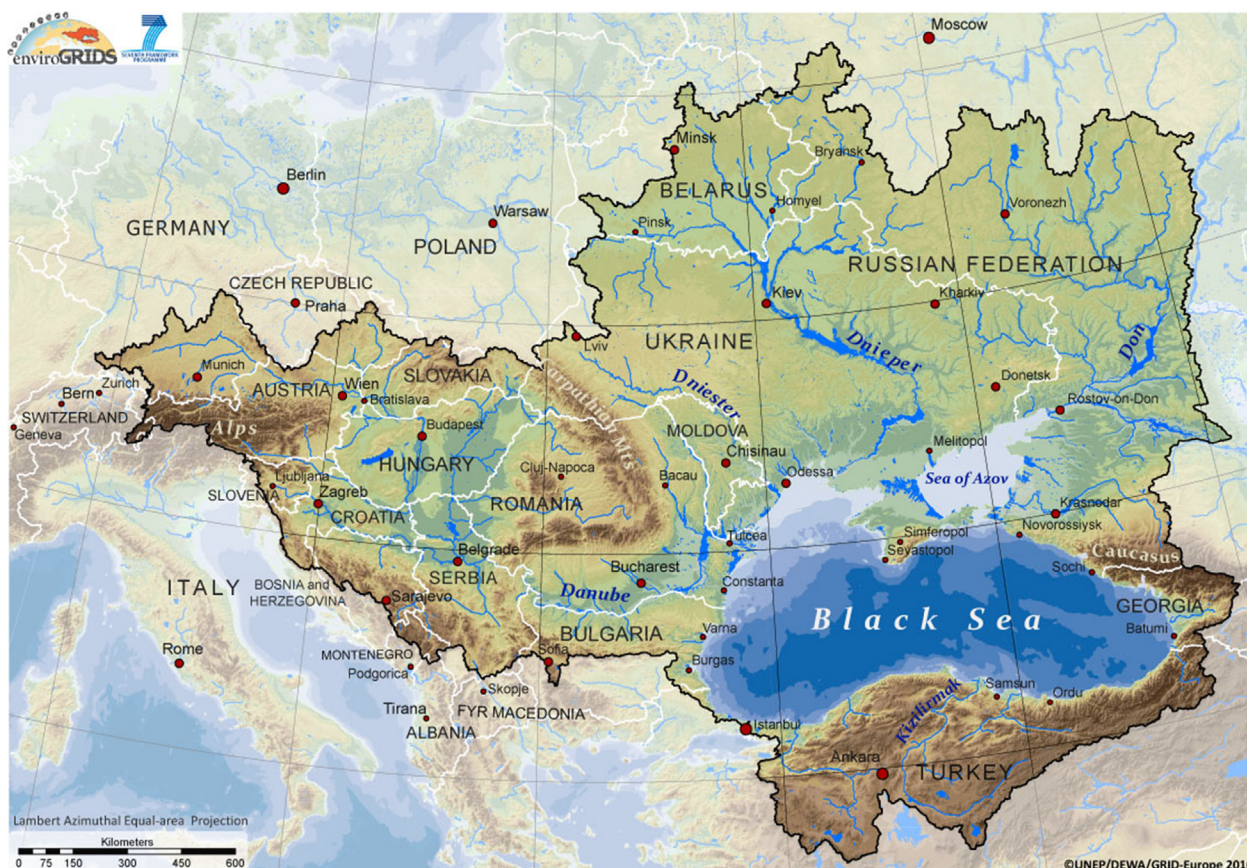 enviroGRIDS
7
SEVENTH FRAMEWORK
PROGRAMME
Moscow
Minsk
Bryansk
Berlin
BELARUS
Homyel
Voronezh
Warsaw
Pinsk
GERMANY
POLAND
RUSSIAN FEDERATION
CZECH REPUBLIC
Praha
Kiev
Kharkiv
Lviv
UKRAINE
Dnieper
Don
Munich
SLOVAKIA
Carpathian Mts
Dniester
Donetsk
Zurich
Bern
AUSTRIA
Wien
Bratislava
Rostov-on-Don
SWITZERLAND
Geneva
Alps
Budapest
MOLDOVA
Melitopol
HUNGARY
Cluj-Napoca
Chisinau
Bacau
Odessa
Sea of Azov
Ljubljana
SLOVENIA
Zagreb
CROATIA
ROMANIA
Krasnodar
Novorossiysk
Tulcea
Simferopol
Sevastopol
Belgrade
SERBIA
Bucharest
Caucasus
Sochi
ITALY
BOSNIA and
HERZEGOVINA
Sarajevo
Danube
Constanta
Black Sea
GEORGIA
BULGARIA
Varna
Batumi
Rome
MONTENEGRO
Podgorica
Sofia
Burgas
Skopje
Samsun
Ordu
Kizilirmak
Tirana
FYR MACEDONIA
ALBANIA
Istanbul
Ankara
TURKEY
Lambert Azimuthal Equal-area Projection
Kilometers
0 75 150 300 450 600
©UNEP/DEWA/GRID-Europe